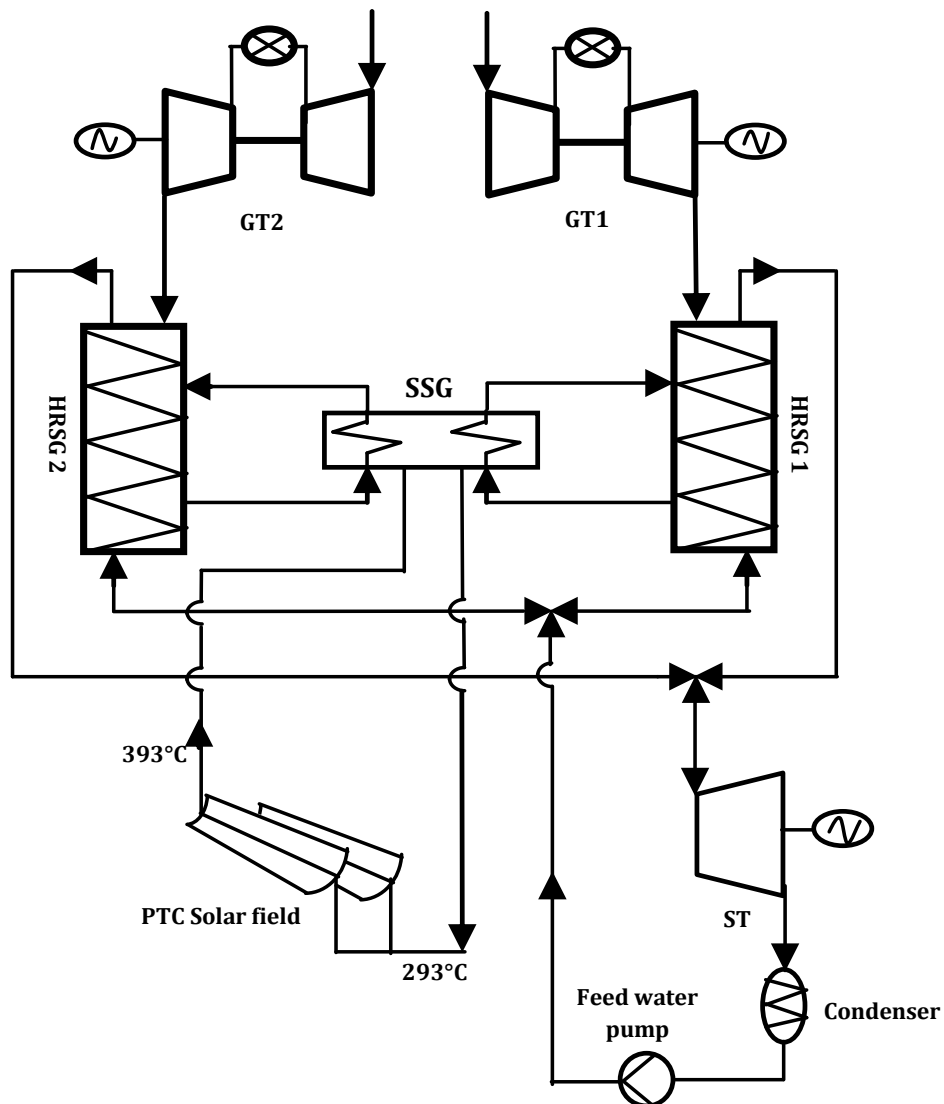 GT2
GT1
SSG
HRSG 2
HRSG 1
393°C
PTC Solar field
293°C
ST
Feed water
pump
Condenser